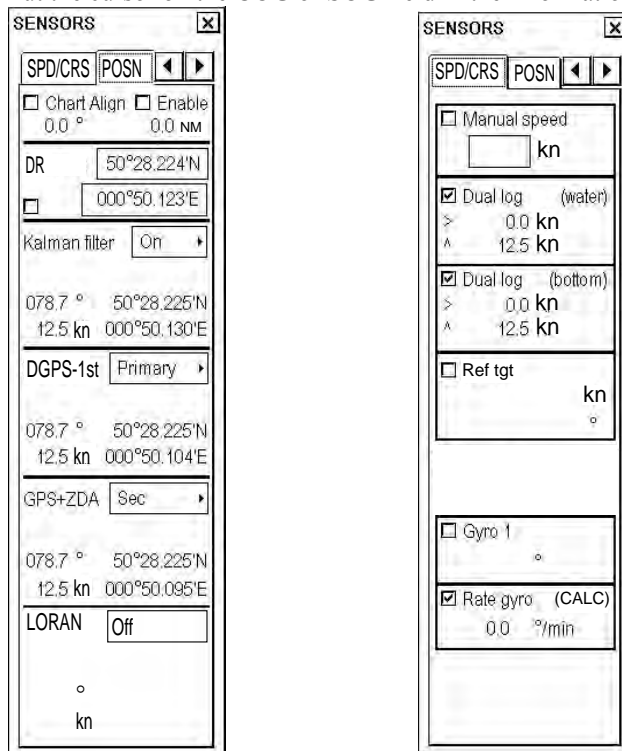 SENSORS
SPD/CRS POSN
Chart Align Enable
0.0 ° 0.0 NM
DR 50°28.224'N
000°50.123'E
Kalman filter On
078.7 ° 50°28.225'N
12.5 kn 000°50.130'E
DGPS-1st Primary
078.7 ° 50°28.225'N
12.5 kn 000°50.104'E
GPS+ZDA Sec
078.7 ° 50°28.225'N
12.5 kn 000°50.095'E
LORAN Off
°
kn
SENSORS
SPD/CRS POSN
Manual speed
kn
Dual log (water)
> 0.0 kn
^ 12.5 kn
Dual log (bottom)
> 0.0 kn
^ 12.5 kn
Ref tgt
kn
°
Gyro 1
°
Rate gyro (CALC)
0.0 °/min